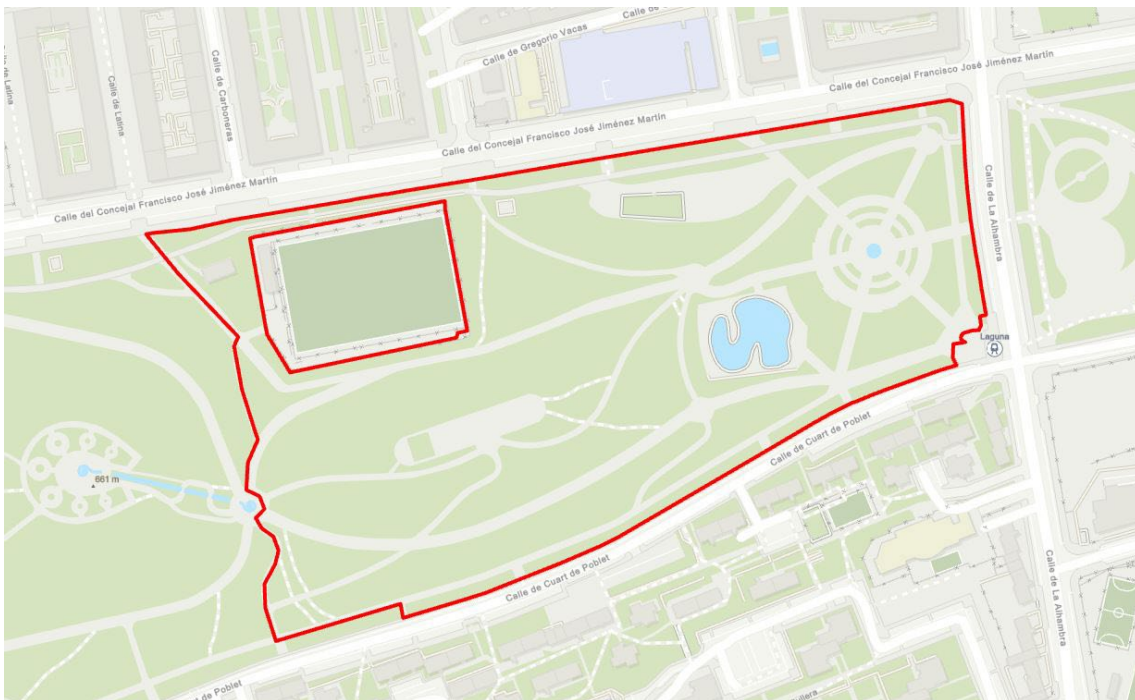 Calle de Gregorio Vacas
Calle de Latina
Calle de Carboneras
Calle del Concejal Francisco José Jiménez Martín
Calle del Concejal Francisco José Jiménez Martín
Calle del Concejal Francisco José Jiménez Martín
Calle de La Alhambra
Laguna
Calle de Cuart de Poblet
661 m
Calle de Cuart de Poblet
Calle de La Alhambra